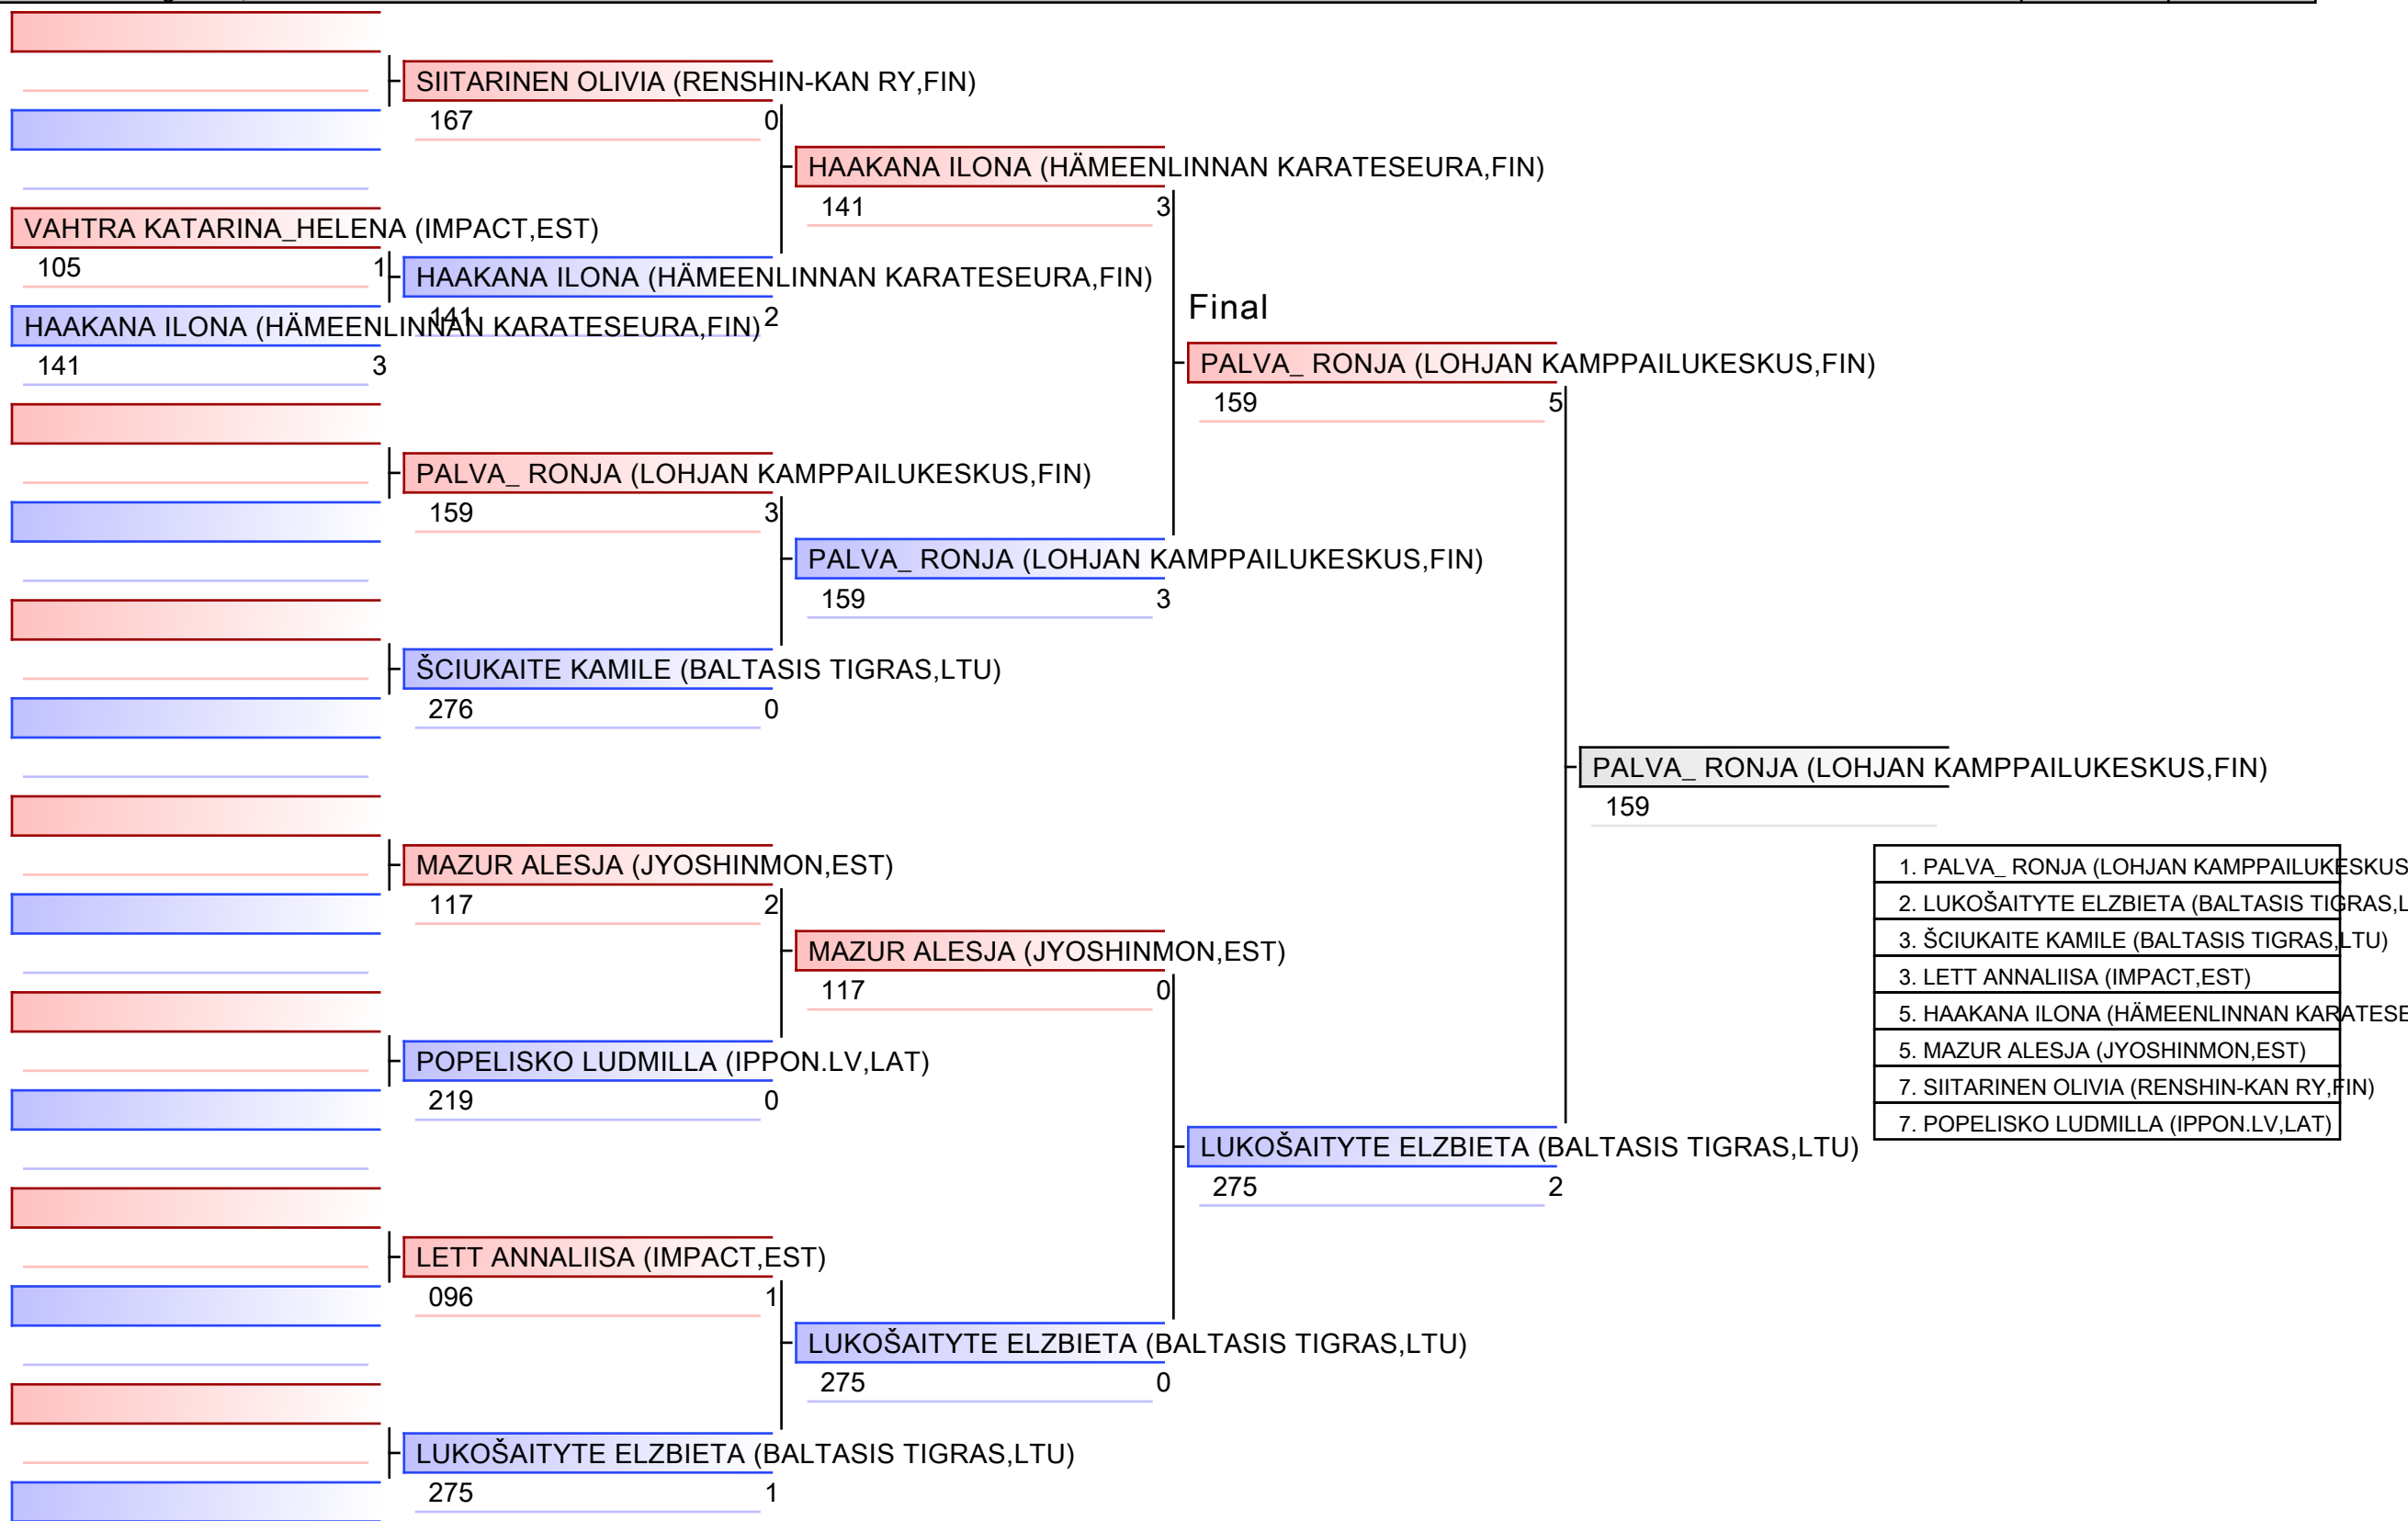 SIITARINEN OLIVIA (RENSHIN-KAN RY,FIN)
167 0
HAAKANA ILONA (HÄMEENLINNAN KARATESEURA,FIN)
141 3
VAHTRA KATARINA_HELENA (IMPACT,EST)
105 1
HAAKANA ILONA (HÄMEENLINNAN KARATESEURA,FIN)
141 2
HAAKANA ILONA (HÄMEENLINNAN KARATESEURA,FIN)
141 3
Final
PALVA_ RONJA (LOHJAN KAMPPAILUKESKUS,FIN)
159 5
PALVA_ RONJA (LOHJAN KAMPPAILUKESKUS,FIN)
159 3
PALVA_ RONJA (LOHJAN KAMPPAILUKESKUS,FIN)
159 3
ŠCIUKAITE KAMILE (BALTASIS TIGRAS,LTU)
276 0
PALVA_ RONJA (LOHJAN KAMPPAILUKESKUS,FIN)
159
MAZUR ALESJA (JYOSHINMON,EST)
117 2
MAZUR ALESJA (JYOSHINMON,EST)
117 0
POPELISKO LUDMILLA (IPPON.LV,LAT)
219 0
LUKOŠAITYTE ELZBIETA (BALTASIS TIGRAS,LTU)
275 2
LETT ANNALIISA (IMPACT,EST)
096 1
LUKOŠAITYTE ELZBIETA (BALTASIS TIGRAS,LTU)
275 0
LUKOŠAITYTE ELZBIETA (BALTASIS TIGRAS,LTU)
275 1
1. PALVA_ RONJA (LOHJAN KAMPPAILUKESKUS
2. LUKOŠAITYTE ELZBIETA (BALTASIS TIGRAS,L
3. ŠCIUKAITE KAMILE (BALTASIS TIGRAS,LTU)
3. LETT ANNALIISA (IMPACT,EST)
5. HAAKANA ILONA (HÄMEENLINNAN KARATESE
5. MAZUR ALESJA (JYOSHINMON,EST)
7. SIITARINEN OLIVIA (RENSHIN-KAN RY,FIN)
7. POPELISKO LUDMILLA (IPPON.LV,LAT)